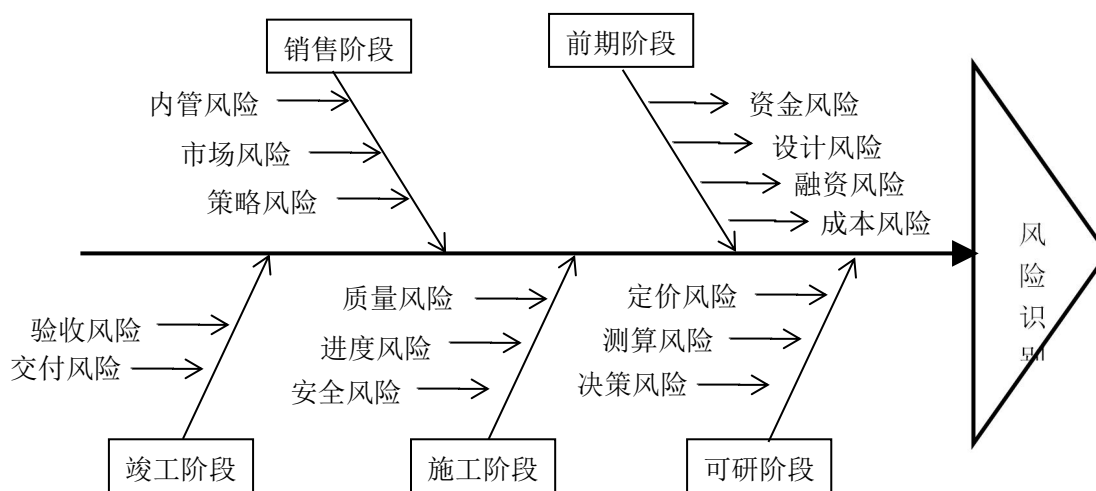 销售阶段
前期阶段
内管风险
市场风险
策略风险
资金风险
设计风险
融资风险
成本风险
风
险
识
别
验收风险
交付风险
质量风险
进度风险
安全风险
定价风险
测算风险
决策风险
竣工阶段
施工阶段
可研阶段